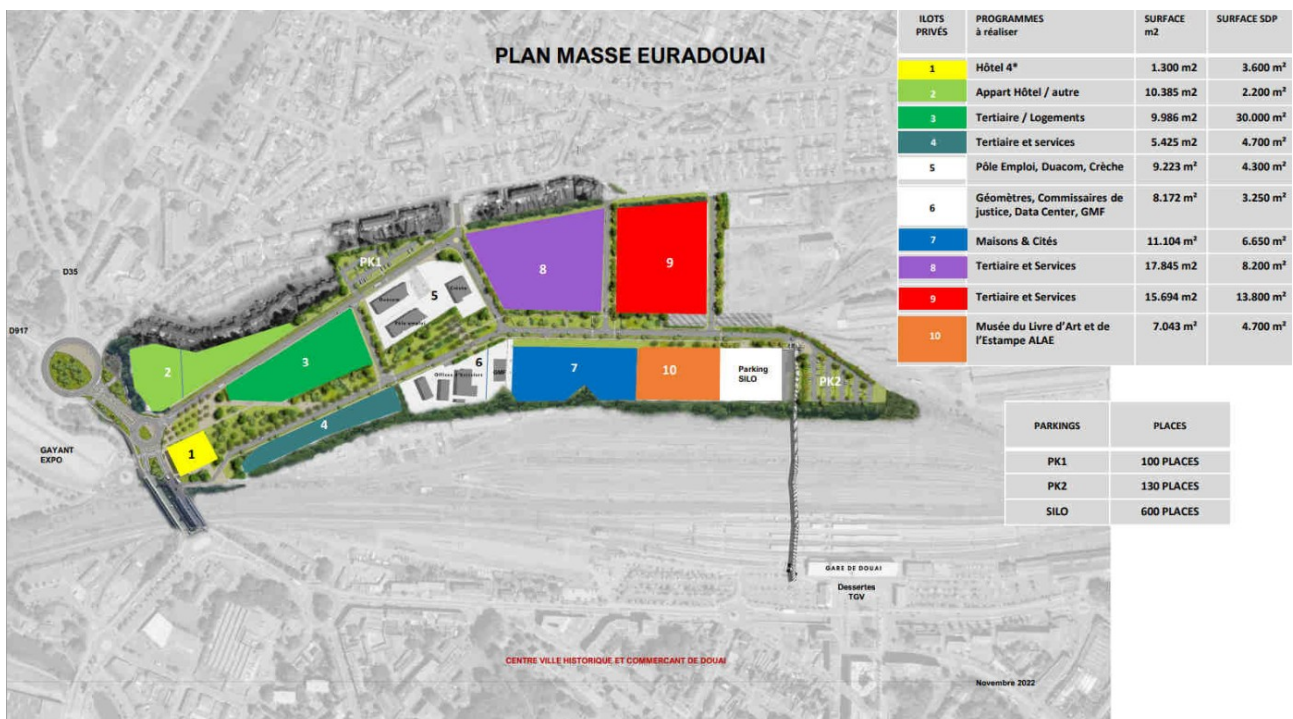 PLAN MASSE EURADOUAI
ILOTS PRIVÉS PROGRAMMES à réaliser SURFACE m2 SURFACE SDP
1 Hôtel 4* 1.300 m2 3.600 m²
2 Appart Hôtel / autre 10.385 m2 2.200 m²
3 Tertiaire / Logements 9.986 m2 30.000 m²
4 Tertiaire et services 5.425 m2 4.700 m²
5 Pôle Emploi, Duacom, Crèche 9.223 m² 4.300 m²
6 Géomètres, Commissaires de justice, Data Center, GMF 8.172 m² 3.250 m²
7 Maisons & Cités 11.104 m² 6.650 m²
8 Tertiaire et Services 17.845 m2 8.200 m²
9 Tertiaire et Services 15.694 m2 13.800 m²
10 Musée du Livre d'Art et de l'Estampe ALAE 7.043 m² 4.700 m²
PK1
8
9
D35
5
Duacom
Crèche
Pôle emploi
D917
2
3
6
GMF
7
10
Parking SILO
PK2
4
GAYANT EXPO
1
PARKINGS PLACES
PK1 100 PLACES
PK2 130 PLACES
SILO 600 PLACES
GARE DE DOUAI
Dessertes
TGV
CENTRE VILLE HISTORIQUE ET COMMERCANT DE DOUAI
Novembre 2022